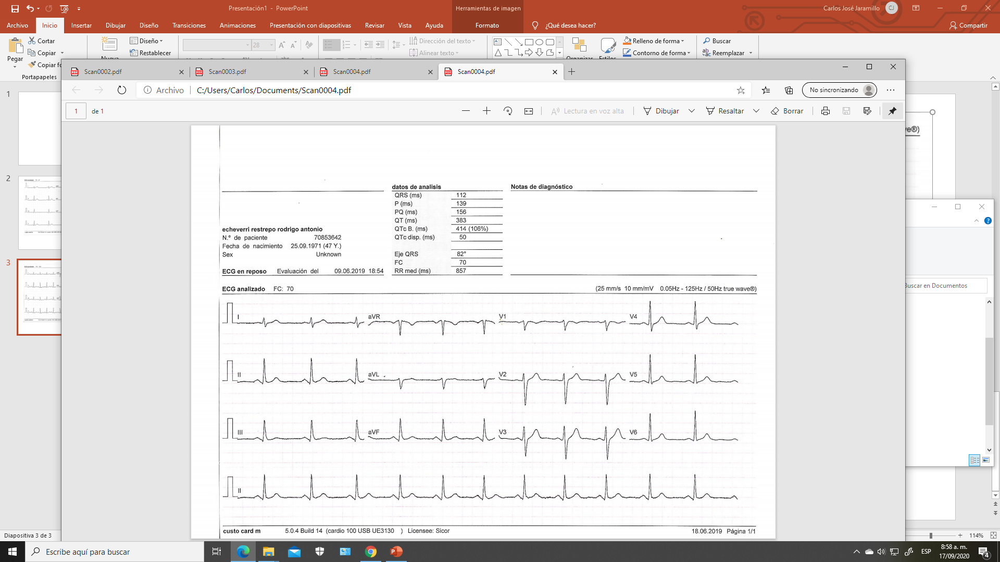 Presentación1 - PowerPoint
Herramientas de imagen
Carlos José Jaramillo
CJ
Archivo
Inicio
Insertar
Dibujar
Diseño
Transiciones
Animaciones
Presentación con diapositivas
Revisar
Vista
Ayuda
Formato
¿Qué desea hacer?
Compartir
Pegar
Cortar
Copiar
Portapapeles
Diseño
Restablecer
28
Dirección del texto
Alinear texto
Relleno de forma
Contorno de forma
Buscar
Reemplazar
Scan0002.pdf
Scan0003.pdf
Scan0004.pdf
Scan0004.pdf
Archivo
C:/Users/Carlos/Documents/Scan0004.pdf
No sincronizando
1
de 1
Lectura en voz alta
Dibujar
Resaltar
Borrar
1
2
3
ve®)
datos de analisis
Notas de diagnóstico
QRS (ms) 112
P (ms) 139
PQ (ms) 156
QT (ms) 383
QTc B. (ms) 414 (106%)
QTc disp. (ms) 50
Eje QRS 82°
FC 70
RR med (ms) 857
echeverri restrepo rodrigo antonio
N.º de paciente 70853642
Fecha de nacimiento 25.09.1971 (47 Y.)
Sex Unknown
ECG en reposo Evaluación del 09.06.2019 18:54
ECG analizado FC: 70
(25 mm/s 10 mm/mV 0.05Hz - 125Hz / 50Hz true wave®)
I aVR V1 V4
II aVL V2 V5
III aVF V3 V6
II
custo card m 5.0.4 Build 14 (cardio 100 USB UE3130 ) Licensee: Sicor
18.06.2019 Página 1/1
Buscar en Documentos
Diapositiva 3 de 3
114%
Escribe aquí para buscar
ESP
8:58 a. m.
17/09/2020
4